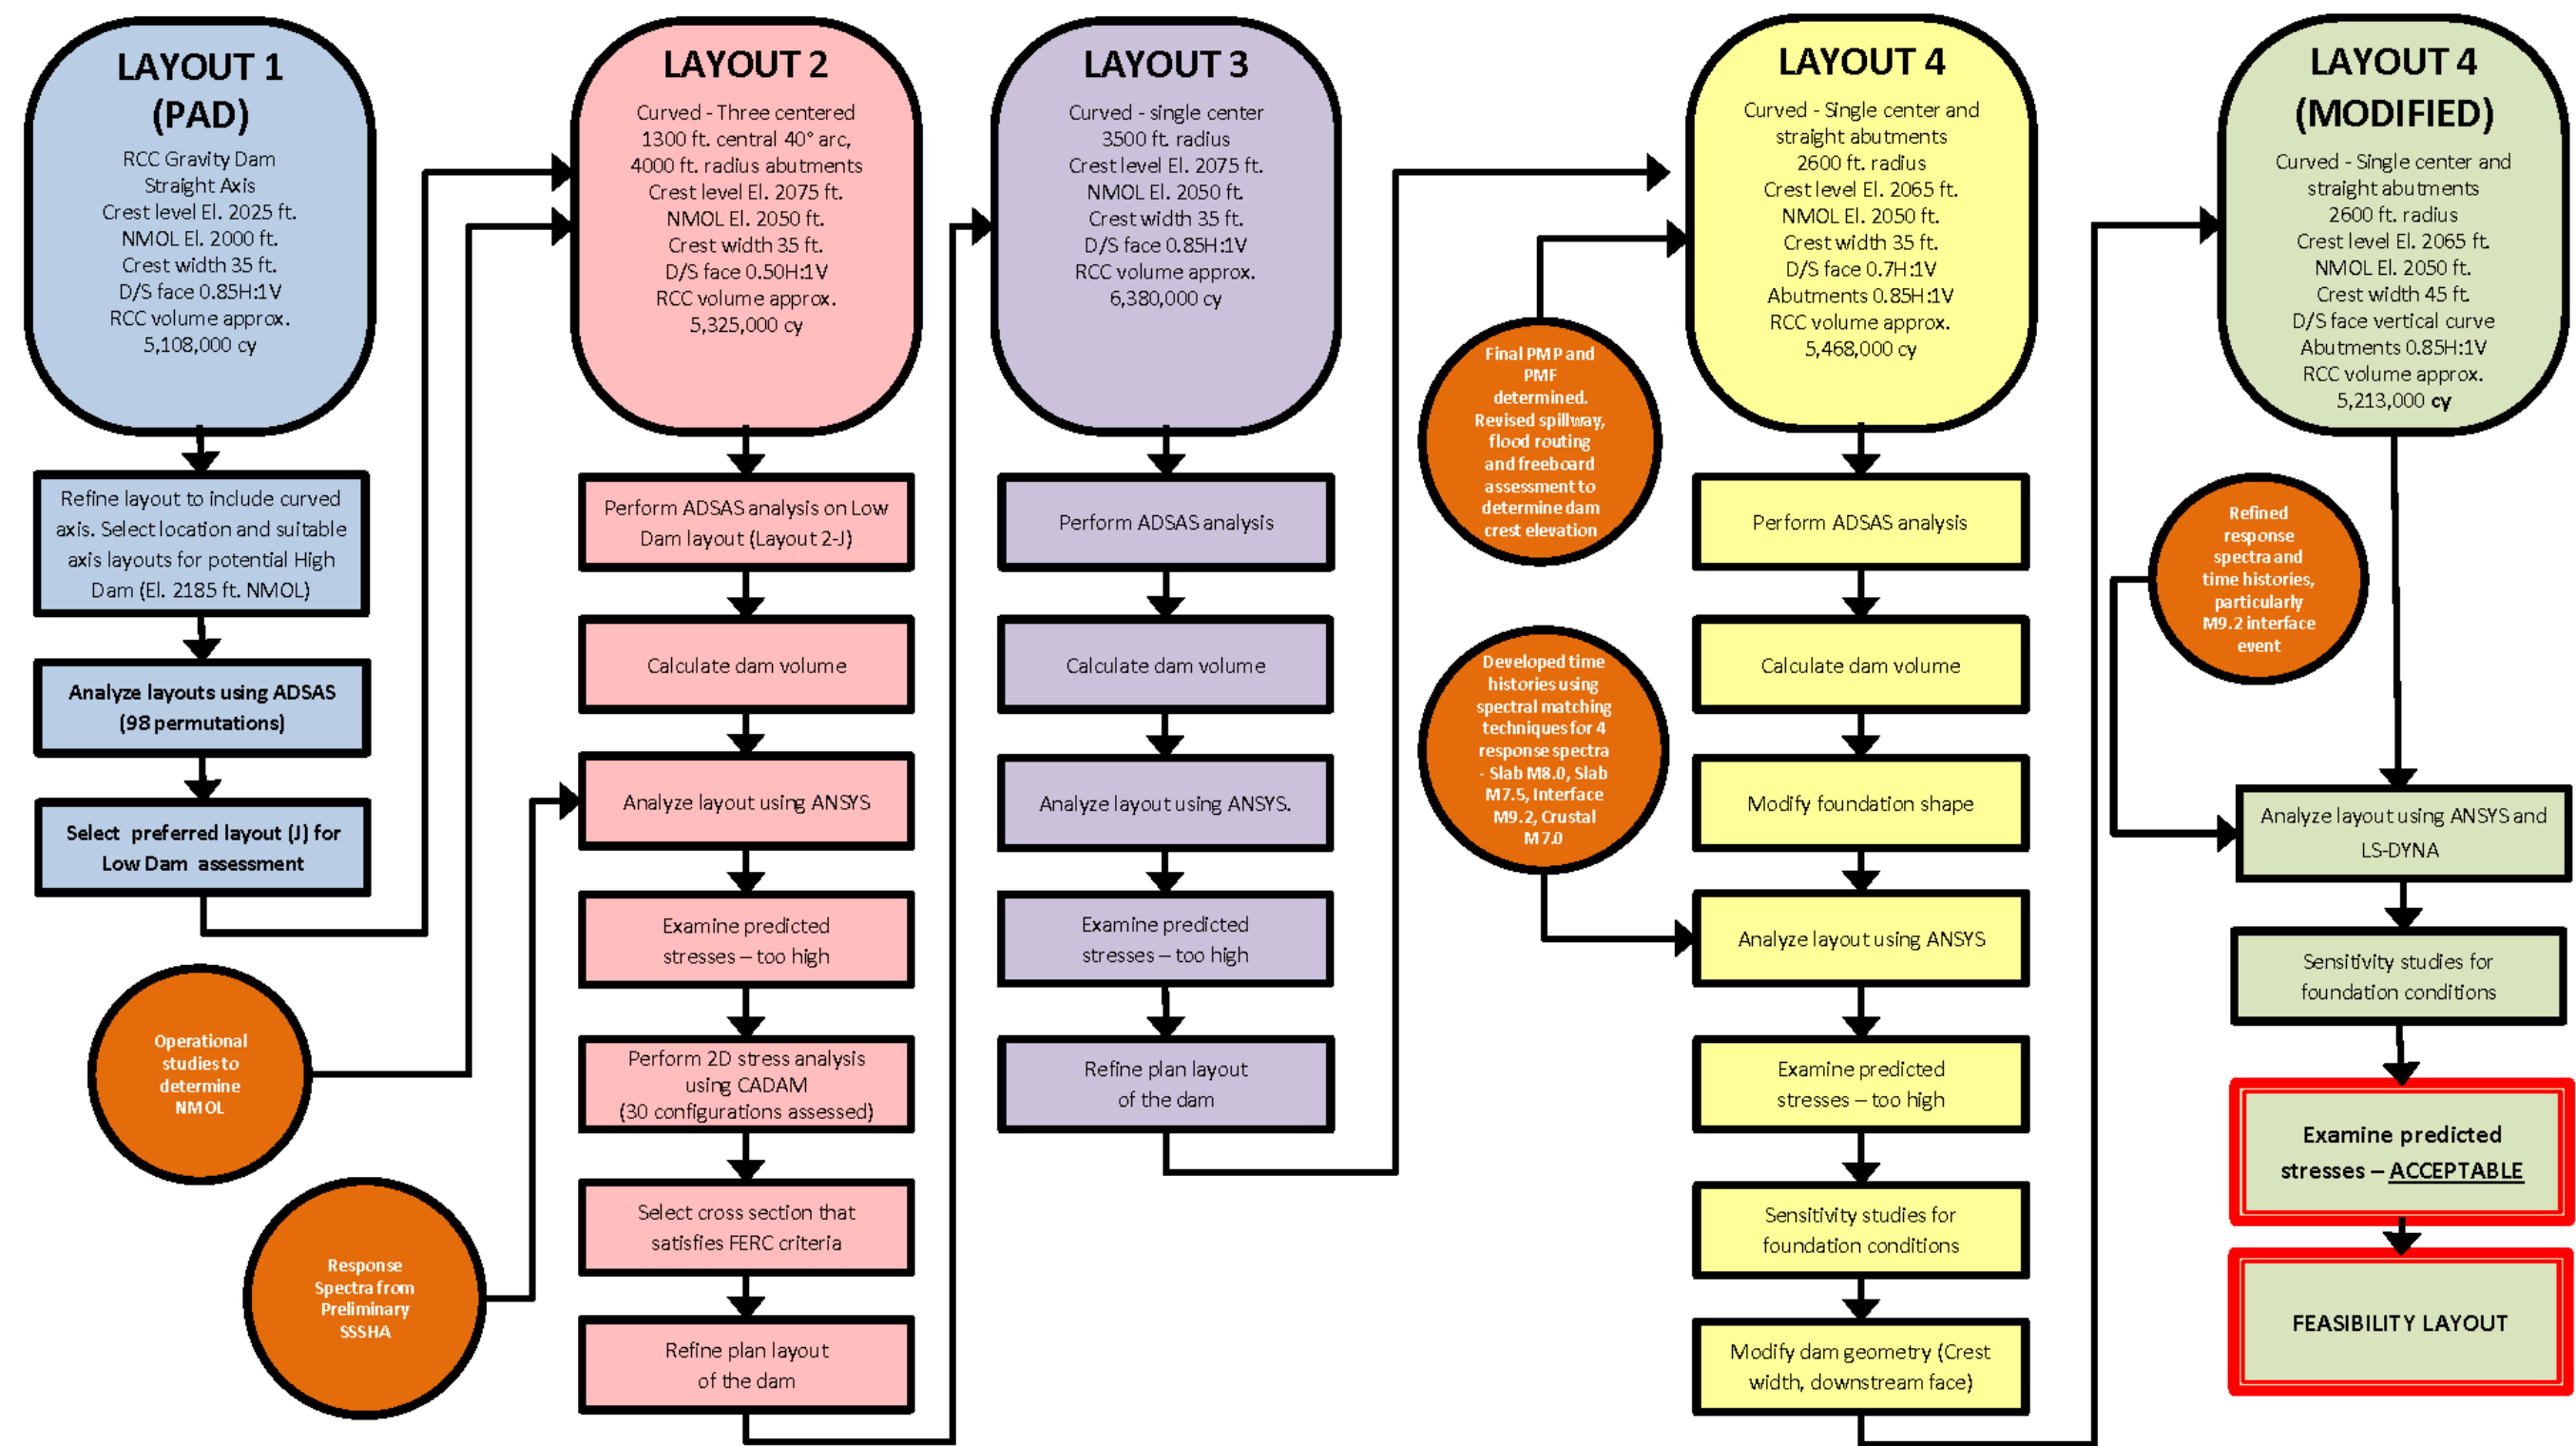 LAYOUT 1
(PAD)
RCC Gravity Dam
Straight Axis
Crest level El. 2025 ft.
NMOL El. 2000 ft.
Crest width 35 ft.
D/S face 0.85H:1V
RCC volume approx.
5,108,000 cy
Refine layout to include curved
axis. Select location and suitable
axis layouts for potential High
Dam (El. 2185 ft. NMOL)
Analyze layouts using ADSAS
(98 permutations)
Select preferred layout (J) for
Low Dam assessment
Operational
studies to
determine
NMOL
Response
Spectra from
Preliminary
SSSHA
LAYOUT 2
Curved - Three centered
1300 ft. central 40° arc,
4000 ft. radius abutments
Crest level El. 2075 ft.
NMOL El. 2050 ft.
Crest width 35 ft.
D/S face 0.50H:1V
RCC volume approx.
5,325,000 cy
Perform ADSAS analysis on Low
Dam layout (Layout 2-J)
Calculate dam volume
Analyze layout using ANSYS
Examine predicted
stresses – too high
Perform 2D stress analysis
using CADAM
(30 configurations assessed)
Select cross section that
satisfies FERC criteria
Refine plan layout
of the dam
LAYOUT 3
Curved - single center
3500 ft. radius
Crest level El. 2075 ft.
NMOL El. 2050 ft.
Crest width 35 ft.
D/S face 0.85H:1V
RCC volume approx.
6,380,000 cy
Perform ADSAS analysis
Calculate dam volume
Analyze layout using ANSYS.
Examine predicted
stresses – too high
Refine plan layout
of the dam
Final PMP and
PMF
determined.
Revised spillway,
flood routing
and freeboard
assessment to
determine dam
crest elevation
Developed time
histories using
spectral matching
techniques for 4
response spectra
- Slab M8.0, Slab
M7.5, Interface
M9.2, Crustal
M7.0
LAYOUT 4
Curved - Single center and
straight abutments
2600 ft. radius
Crest level El. 2065 ft.
NMOL El. 2050 ft.
Crest width 35 ft.
D/S face 0.7H:1V
Abutments 0.85H:1V
RCC volume approx.
5,468,000 cy
Perform ADSAS analysis
Calculate dam volume
Modify foundation shape
Analyze layout using ANSYS
Examine predicted
stresses – too high
Sensitivity studies for
foundation conditions
Modify dam geometry (Crest
width, downstream face)
LAYOUT 4
(MODIFIED)
Curved - Single center and
straight abutments
2600 ft. radius
Crest level El. 2065 ft.
NMOL El. 2050 ft.
Crest width 45 ft.
D/S face vertical curve
Abutments 0.85H:1V
RCC volume approx.
5,213,000 cy
Refined
response
spectra and
time histories,
particularly
M9.2 interface
event
Analyze layout using ANSYS and
LS-DYNA
Sensitivity studies for
foundation conditions
Examine predicted
stresses – ACCEPTABLE
FEASIBILITY LAYOUT